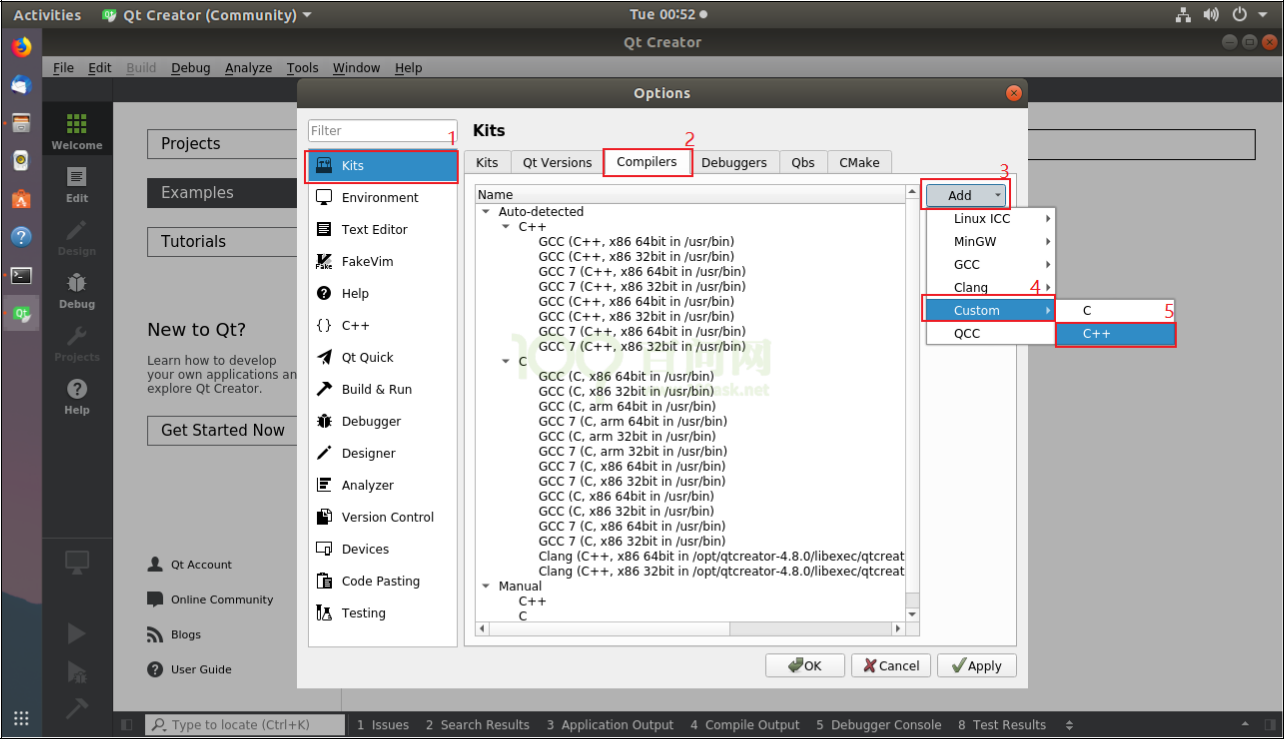 Activities Qt Creator (Community) Tue 00:52
Qt Creator
File Edit Build Debug Analyze Tools Window Help
Options
Welcome
Edit
Design
Debug
Projects
Help
Projects
Examples
Tutorials
New to Qt?
Learn how to develop
your own applications an
explore Qt Creator.
Get Started Now
Qt Account
Online Community
Blogs
User Guide
Filter
1
Kits
Environment
Text Editor
FakeVim
Help
C++
Qt Quick
Build & Run
Debugger
Designer
Analyzer
Version Control
Devices
Code Pasting
Testing
Kits
2
Kits Qt Versions Compilers Debuggers Qbs CMake
Name
Auto-detected
C++
GCC (C++, x86 64bit in /usr/bin)
GCC (C++, x86 32bit in /usr/bin)
GCC 7 (C++, x86 64bit in /usr/bin)
GCC 7 (C++, x86 32bit in /usr/bin)
GCC (C++, x86 64bit in /usr/bin)
GCC (C++, x86 32bit in /usr/bin)
GCC 7 (C++, x86 64bit in /usr/bin)
GCC 7 (C++, x86 32bit in /usr/bin)
C
GCC (C, x86 64bit in /usr/bin)
GCC (C, x86 32bit in /usr/bin)
GCC (C, arm 64bit in /usr/bin)
GCC 7 (C, arm 64bit in /usr/bin)
GCC (C, arm 32bit in /usr/bin)
GCC 7 (C, arm 32bit in /usr/bin)
GCC 7 (C, x86 64bit in /usr/bin)
GCC 7 (C, x86 32bit in /usr/bin)
GCC (C, x86 64bit in /usr/bin)
GCC (C, x86 32bit in /usr/bin)
GCC 7 (C, x86 64bit in /usr/bin)
GCC 7 (C, x86 32bit in /usr/bin)
Clang (C++, x86 64bit in /opt/qtcreator-4.8.0/libexec/qtcreat
Clang (C++, x86 32bit in /opt/qtcreator-4.8.0/libexec/qtcreat
Manual
C++
C
100 百问网
3
Add
Linux ICC
MinGW
GCC
Clang
4
Custom
QCC
C
5
C++
OK Cancel Apply
Type to locate (Ctrl+K) 1 Issues 2 Search Results 3 Application Output 4 Compile Output 5 Debugger Console 8 Test Results